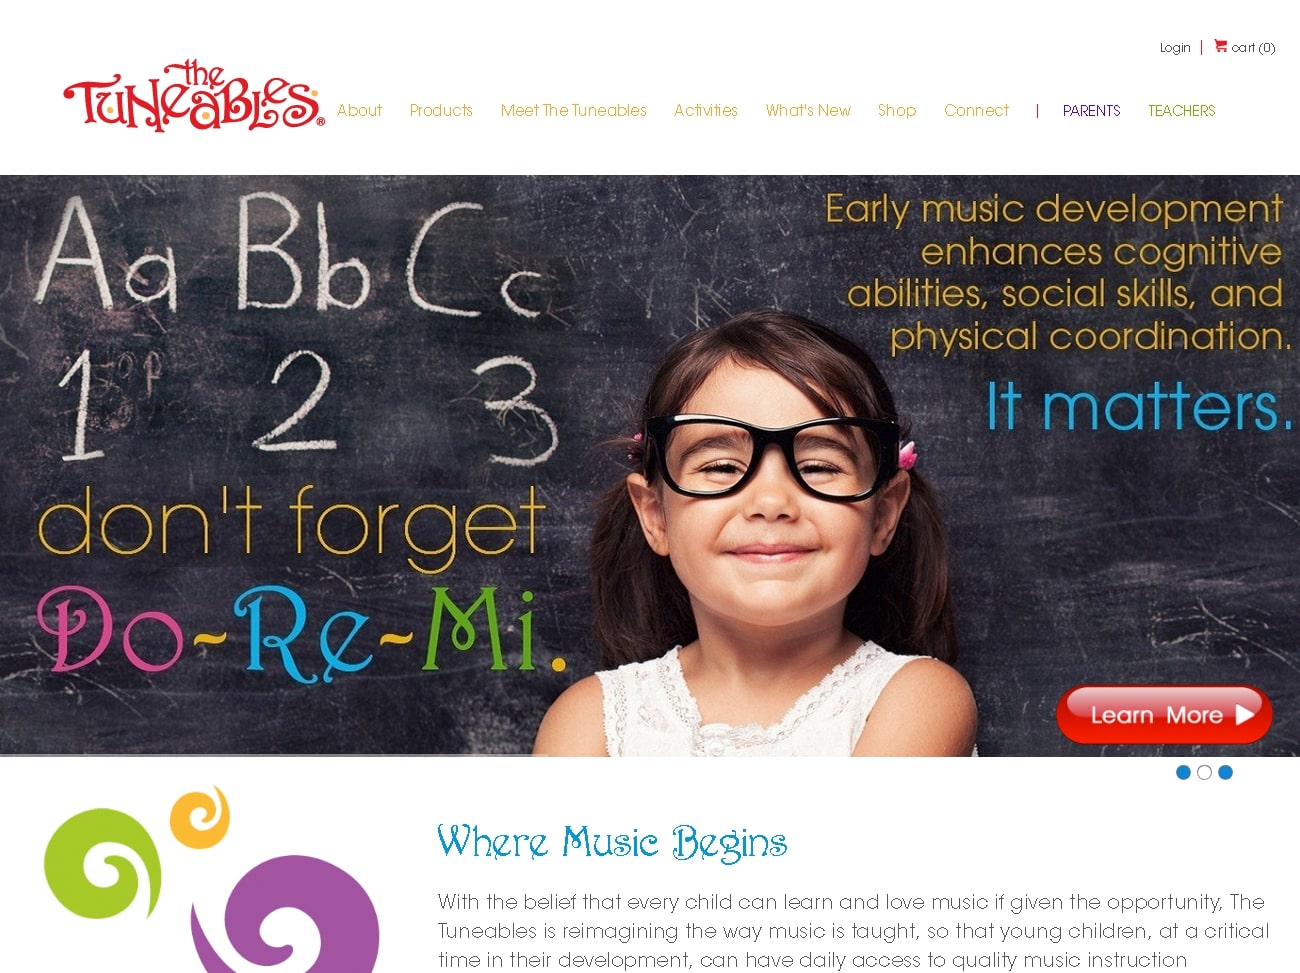 Login | cart (0)
The Tuneables®
About Products Meet The Tuneables Activities What's New Shop Connect | PARENTS TEACHERS
Aa Bb Cc
1 2 3
don't forget
Do~Re~Mi.
Early music development
enhances cognitive
abilities, social skills, and
physical coordination.
It matters.
Learn More
Where Music Begins
With the belief that every child can learn and love music if given the opportunity, The
Tuneables is reimagining the way music is taught, so that young children, at a critical
time in their development, can have daily access to quality music instruction